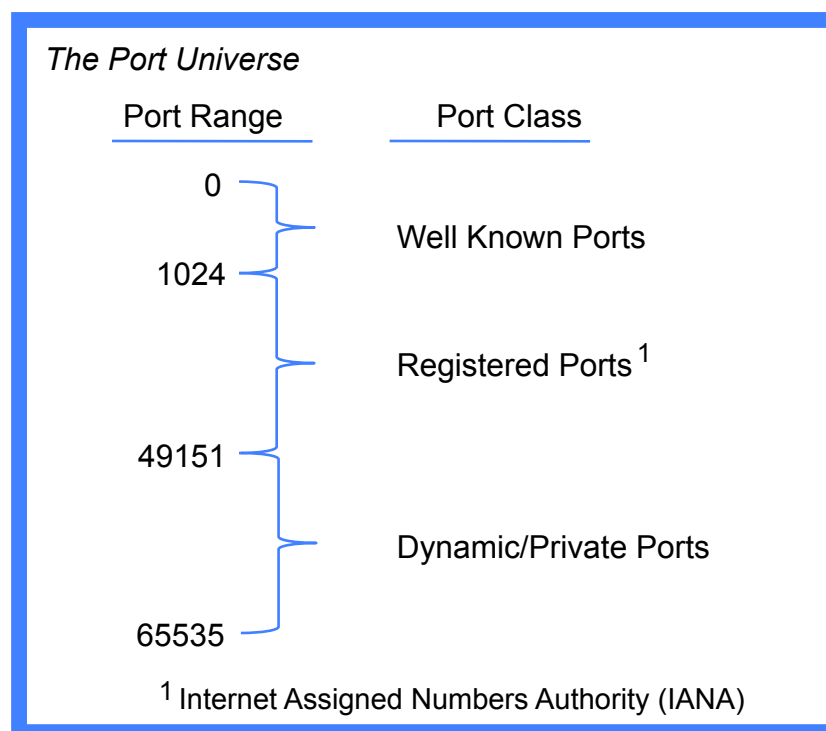 The Port Universe
Port Range Port Class
0
Well Known Ports
1024
Registered Ports 1
49151
Dynamic/Private Ports
65535
1 Internet Assigned Numbers Authority (IANA)